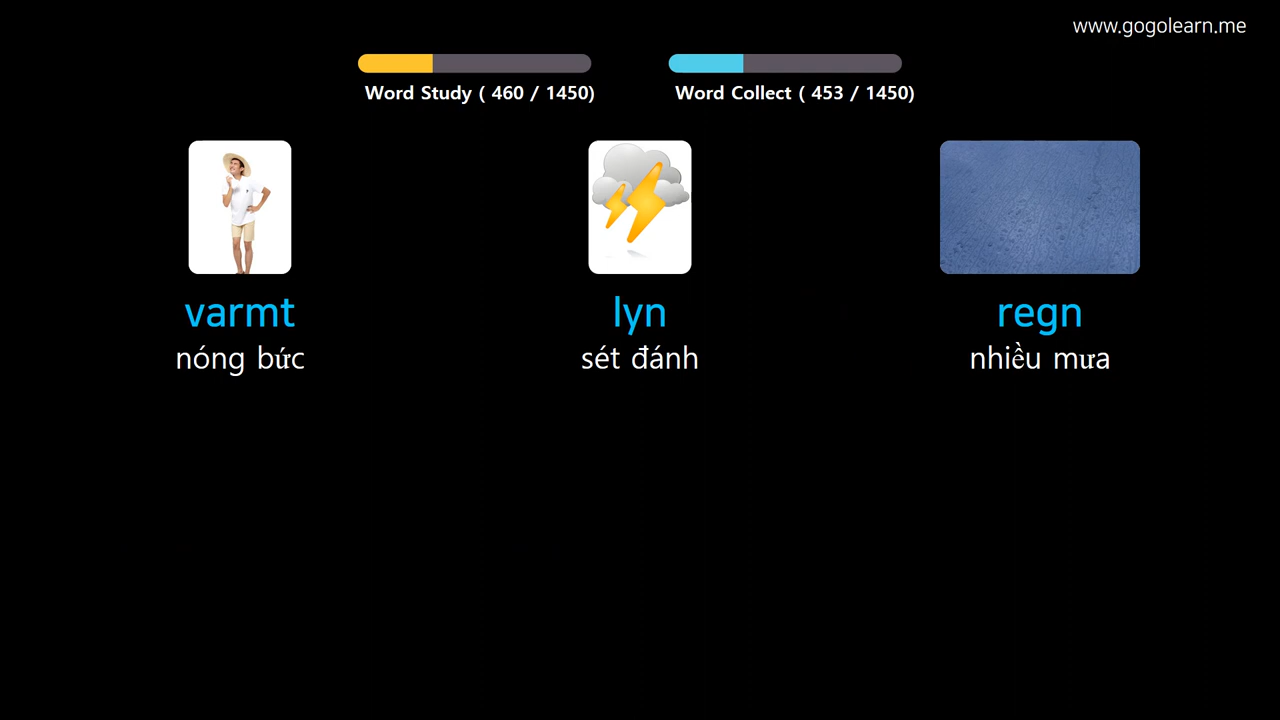 www.gogolearn.me
Word Study ( 460 / 1450)
Word Collect ( 453 / 1450)
varmt
lyn
regn
nóng bức
sét đánh
nhiều mưa